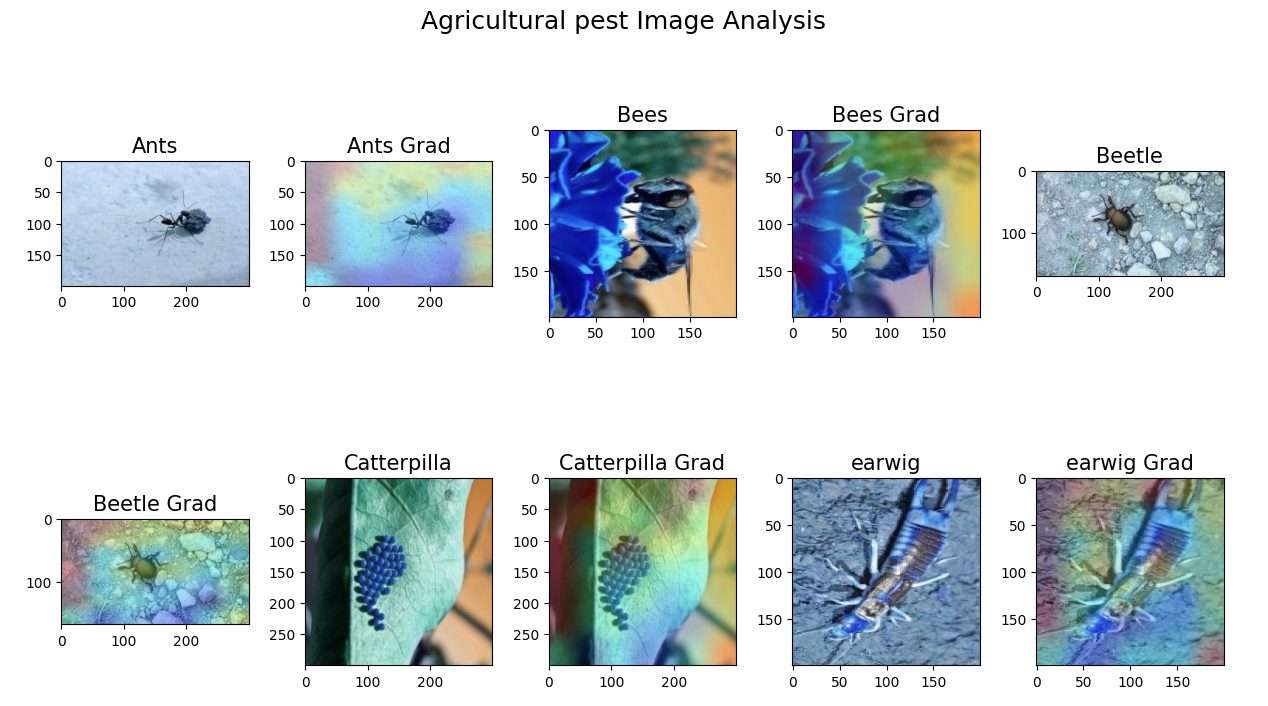 Agricultural pest Image Analysis
Ants
0
50
100
150
0 100 200
Ants Grad
0
50
100
150
0 100 200
Bees
0
50
100
150
0 50 100 150
Bees Grad
0
50
100
150
0 50 100 150
Beetle
0
100
0 100 200
Beetle Grad
0
100
0 100 200
Catterpilla
0
50
100
150
200
250
0 100 200
Catterpilla Grad
0
50
100
150
200
250
0 100 200
earwig
0
50
100
150
0 50 100 150
earwig Grad
0
50
100
150
0 50 100 150